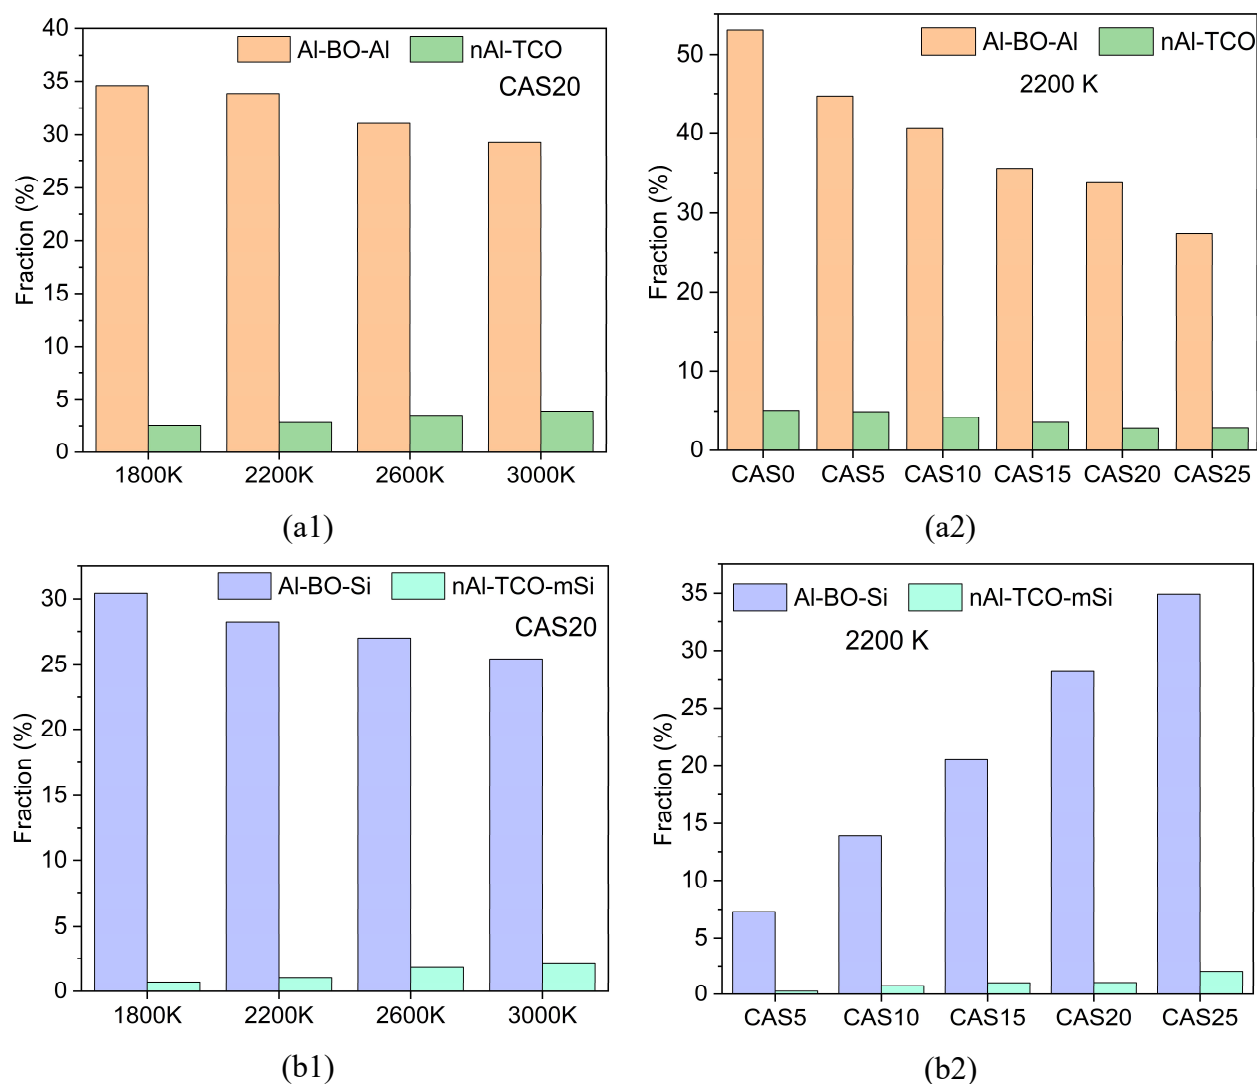 Al-BO-Al nAl-TCO
CAS20
Fraction (%)
40
35
30
25
20
15
10
5
0
1800K 2200K 2600K 3000K
(a1)
Al-BO-Al nAl-TCO
2200 K
Fraction (%)
50
40
30
20
10
0
CAS0 CAS5 CAS10 CAS15 CAS20 CAS25
(a2)
Al-BO-Si nAl-TCO-mSi
CAS20
Fraction (%)
30
25
20
15
10
5
0
1800K 2200K 2600K 3000K
(b1)
Al-BO-Si nAl-TCO-mSi
2200 K
Fraction (%)
35
30
25
20
15
10
5
0
CAS5 CAS10 CAS15 CAS20 CAS25
(b2)